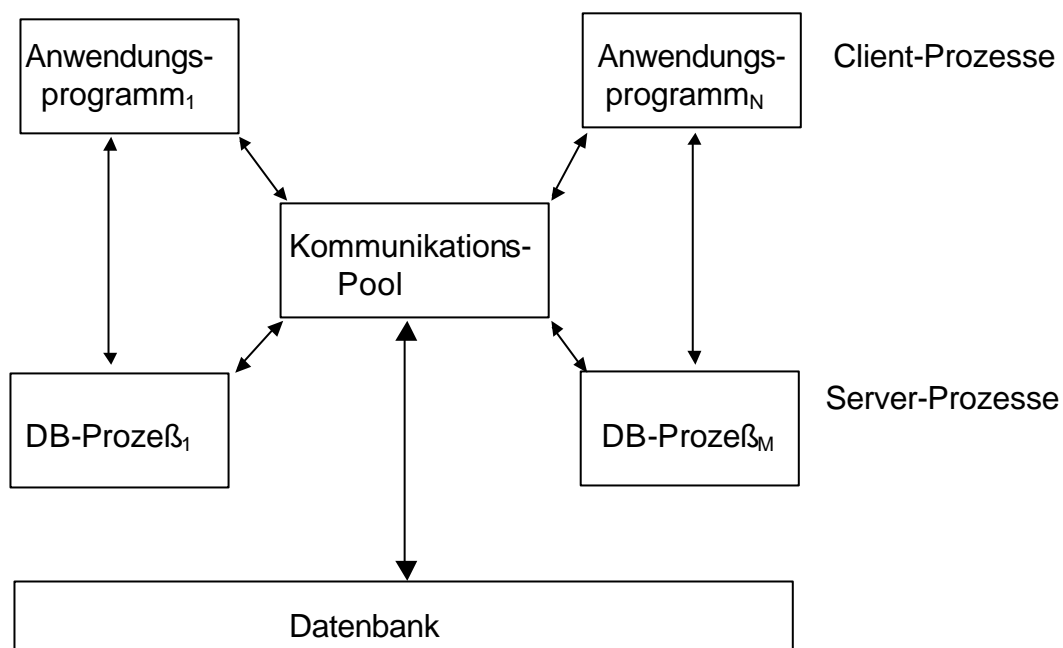 Anwendungs-
programm₁
Anwendungs-
programmN
Client-Prozesse
Kommunikations-
Pool
DB-Prozeß₁
DB-ProzeßM
Server-Prozesse
Datenbank